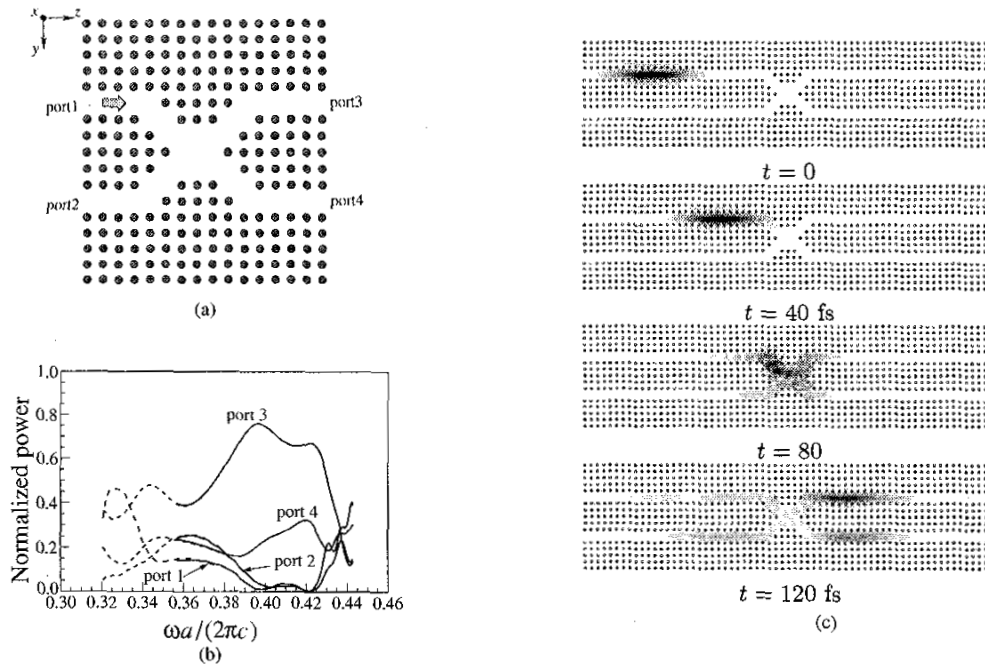 x
z
y
port1
port3
port2
port4
(a)
1.0
0.8
0.6
0.4
0.2
0.0
Normalized power
port 3
port 4
port 2
port 1
0.30 0.32 0.34 0.36 0.38 0.40 0.42 0.44 0.46
ωa/(2πc)
(b)
t = 0
t = 40 fs
t = 80
t = 120 fs
(c)